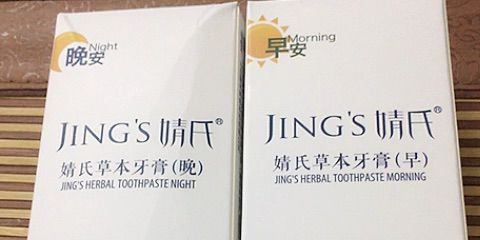 Night
晚安
JING'S 婧氏®
婧氏草本牙膏(晚)
JING'S HERBAL TOOTHPASTE NIGHT
Morning
早安
JING'S 婧氏®
婧氏草本牙膏(早)
JING'S HERBAL TOOTHPASTE MORNING